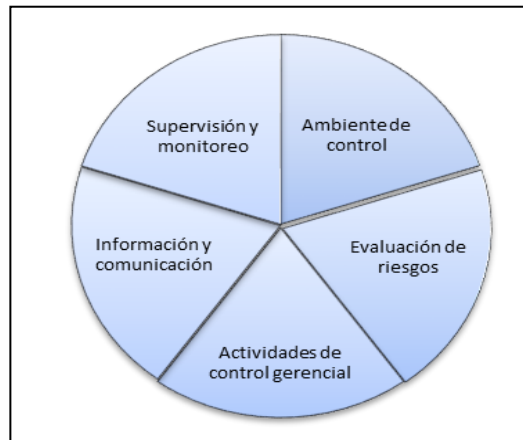 Supervisión y
monitoreo
Ambiente de
control
Información y
comunicación
Evaluación de
riesgos
Actividades de
control gerencial